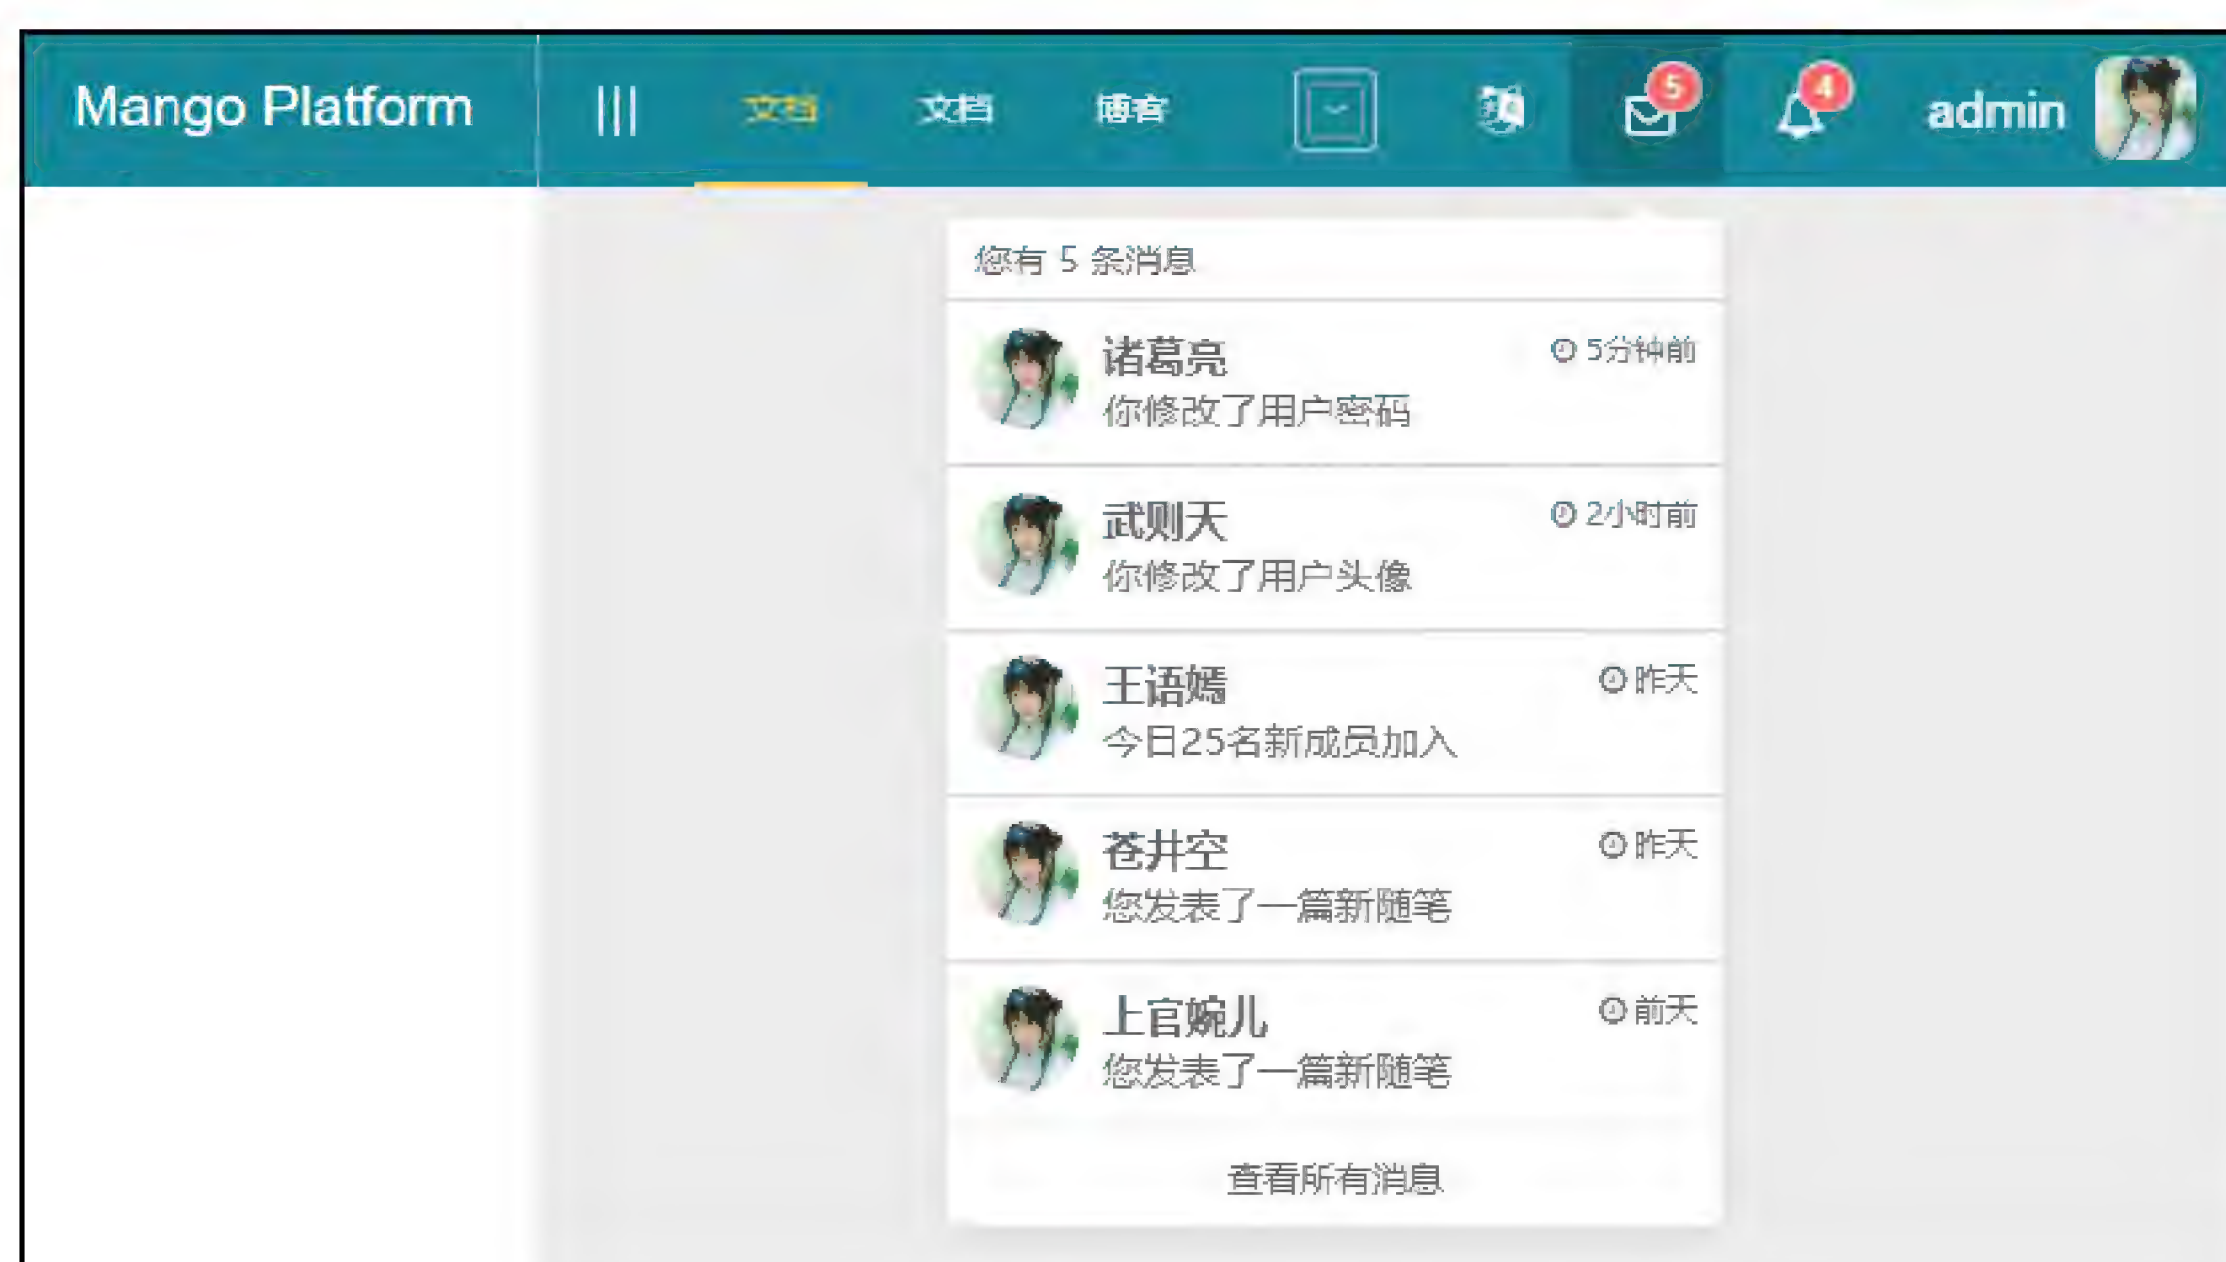 Mango Platform 文档 文档 博客 5 4 admin
您有 5 条消息
诸葛亮 5分钟前
你修改了用户密码
武则天 2小时前
你修改了用户头像
王语嫣 昨天
今日25名新成员加入
苍井空 昨天
您发表了一篇新随笔
上官婉儿 前天
您发表了一篇新随笔
查看所有消息